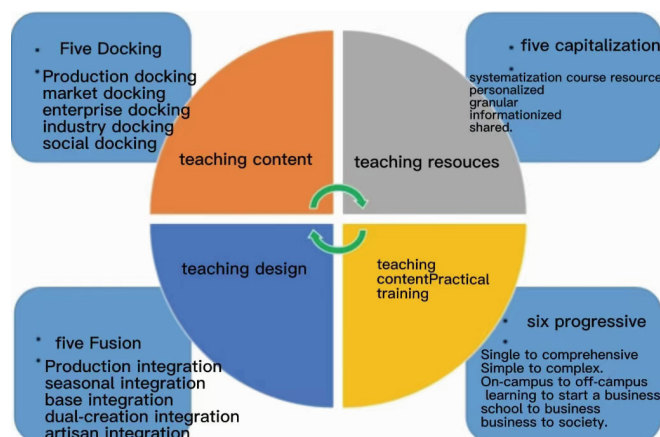 Five Docking
Production docking
market docking
enterprise docking
industry docking
social docking
teaching content
five capitalization
systematization course resource
personalized
granular
informationized
shared.
teaching resouces
teaching design
five Fusion
Production integration
seasonal integration
base integration
dual-creation integration
artisan integration
teaching
contentPractical
training
six progressive
Single to comprehensive
Simple to complex.
On-campus to off-campus
learning to start a business
school to business
business to society.